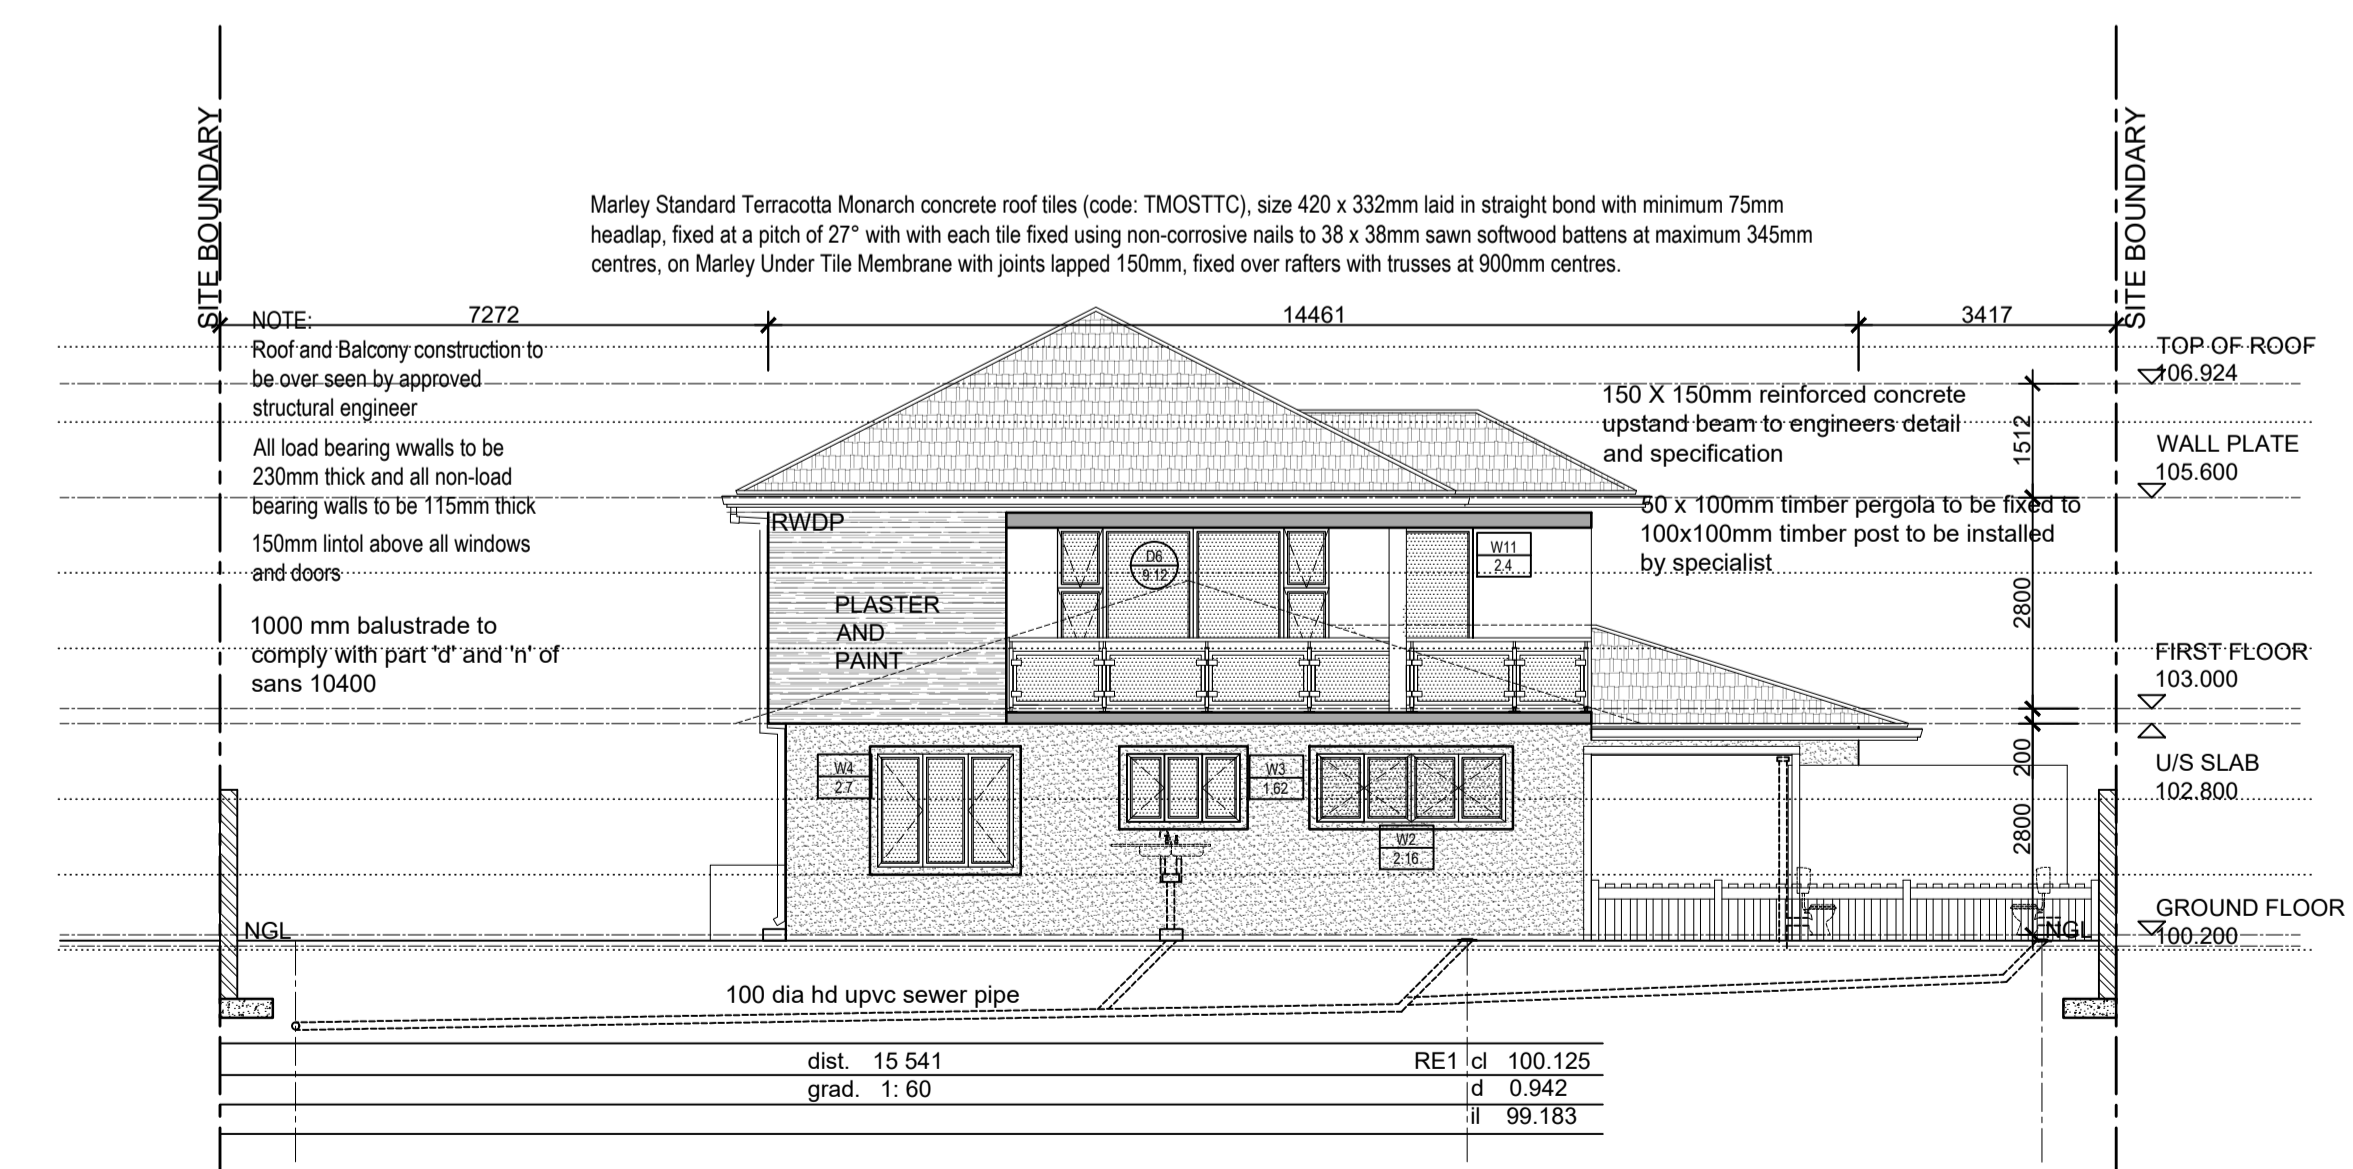 SITE BOUNDARY
SITE BOUNDARY
Marley Standard Terracotta Monarch concrete roof tiles (code: TMOSTTC), size 420 x 332mm laid in straight bond with minimum 75mm
headlap, fixed at a pitch of 27° with with each tile fixed using non-corrosive nails to 38 x 38mm sawn softwood battens at maximum 345mm
centres, on Marley Under Tile Membrane with joints lapped 150mm, fixed over rafters with trusses at 900mm centres.
7272
14461
3417
NOTE:
Roof and Balcony construction to
be over seen by approved
structural engineer
All load bearing wwalls to be
230mm thick and all non-load
bearing walls to be 115mm thick
150mm lintol above all windows
and doors
1000 mm balustrade to
comply with part 'd' and 'n' of
sans 10400
150 X 150mm reinforced concrete
upstand beam to engineers detail
and specification
50 x 100mm timber pergola to be fixed to
100x100mm timber post to be installed
by specialist
TOP OF ROOF
106.924
WALL PLATE
105.600
FIRST FLOOR
103.000
U/S SLAB
102.800
GROUND FLOOR
100.200
1512
2800
200
2800
RWDP
PLASTER
AND
PAINT
D6
9.12
W11
2.4
W4
2.7
W3
1.62
W2
2.16
NGL
NGL
100 dia hd upvc sewer pipe
dist. 15 541
grad. 1: 60
RE1 cl 100.125
d 0.942
il 99.183